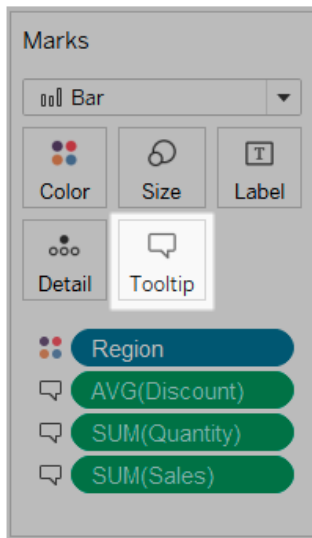 Marks
Bar
Color Size Label
Detail Tooltip
Region
AVG(Discount)
SUM(Quantity)
SUM(Sales)